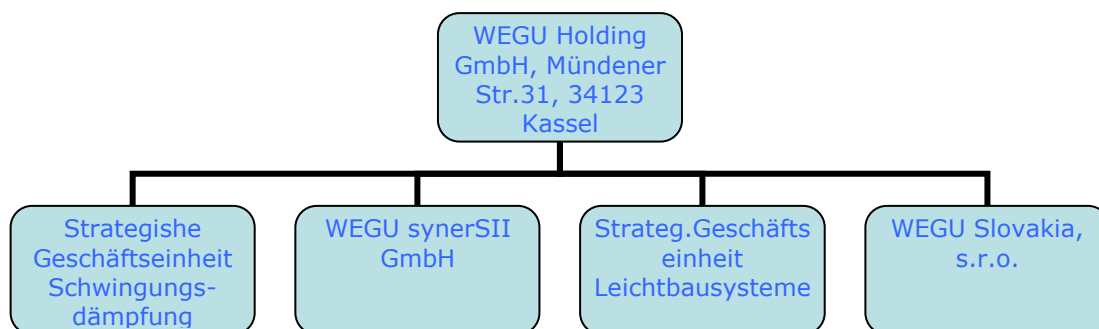 WEGU Holding
GmbH, Mündener
Str.31, 34123
Kassel
Strategishe
Geschäftseinheit
Schwingungs-
dämpfung
WEGU synerSII
GmbH
Strateg.Geschäfts
einheit
Leichtbausysteme
WEGU Slovakia,
s.r.o.